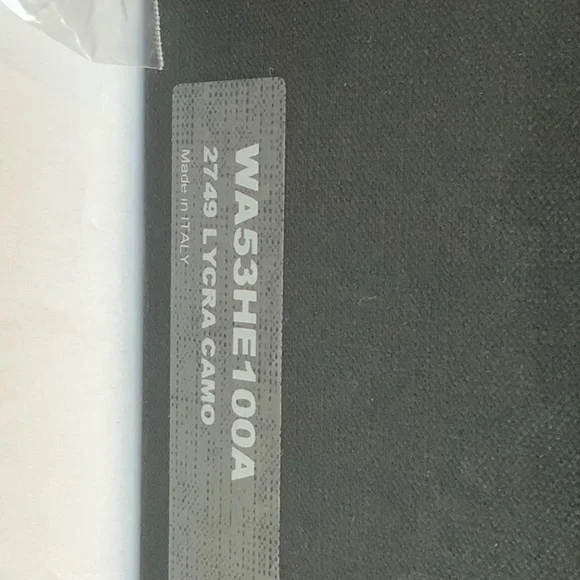 WA53HE100A
2749 LYCRA CAMO
Made in ITALY